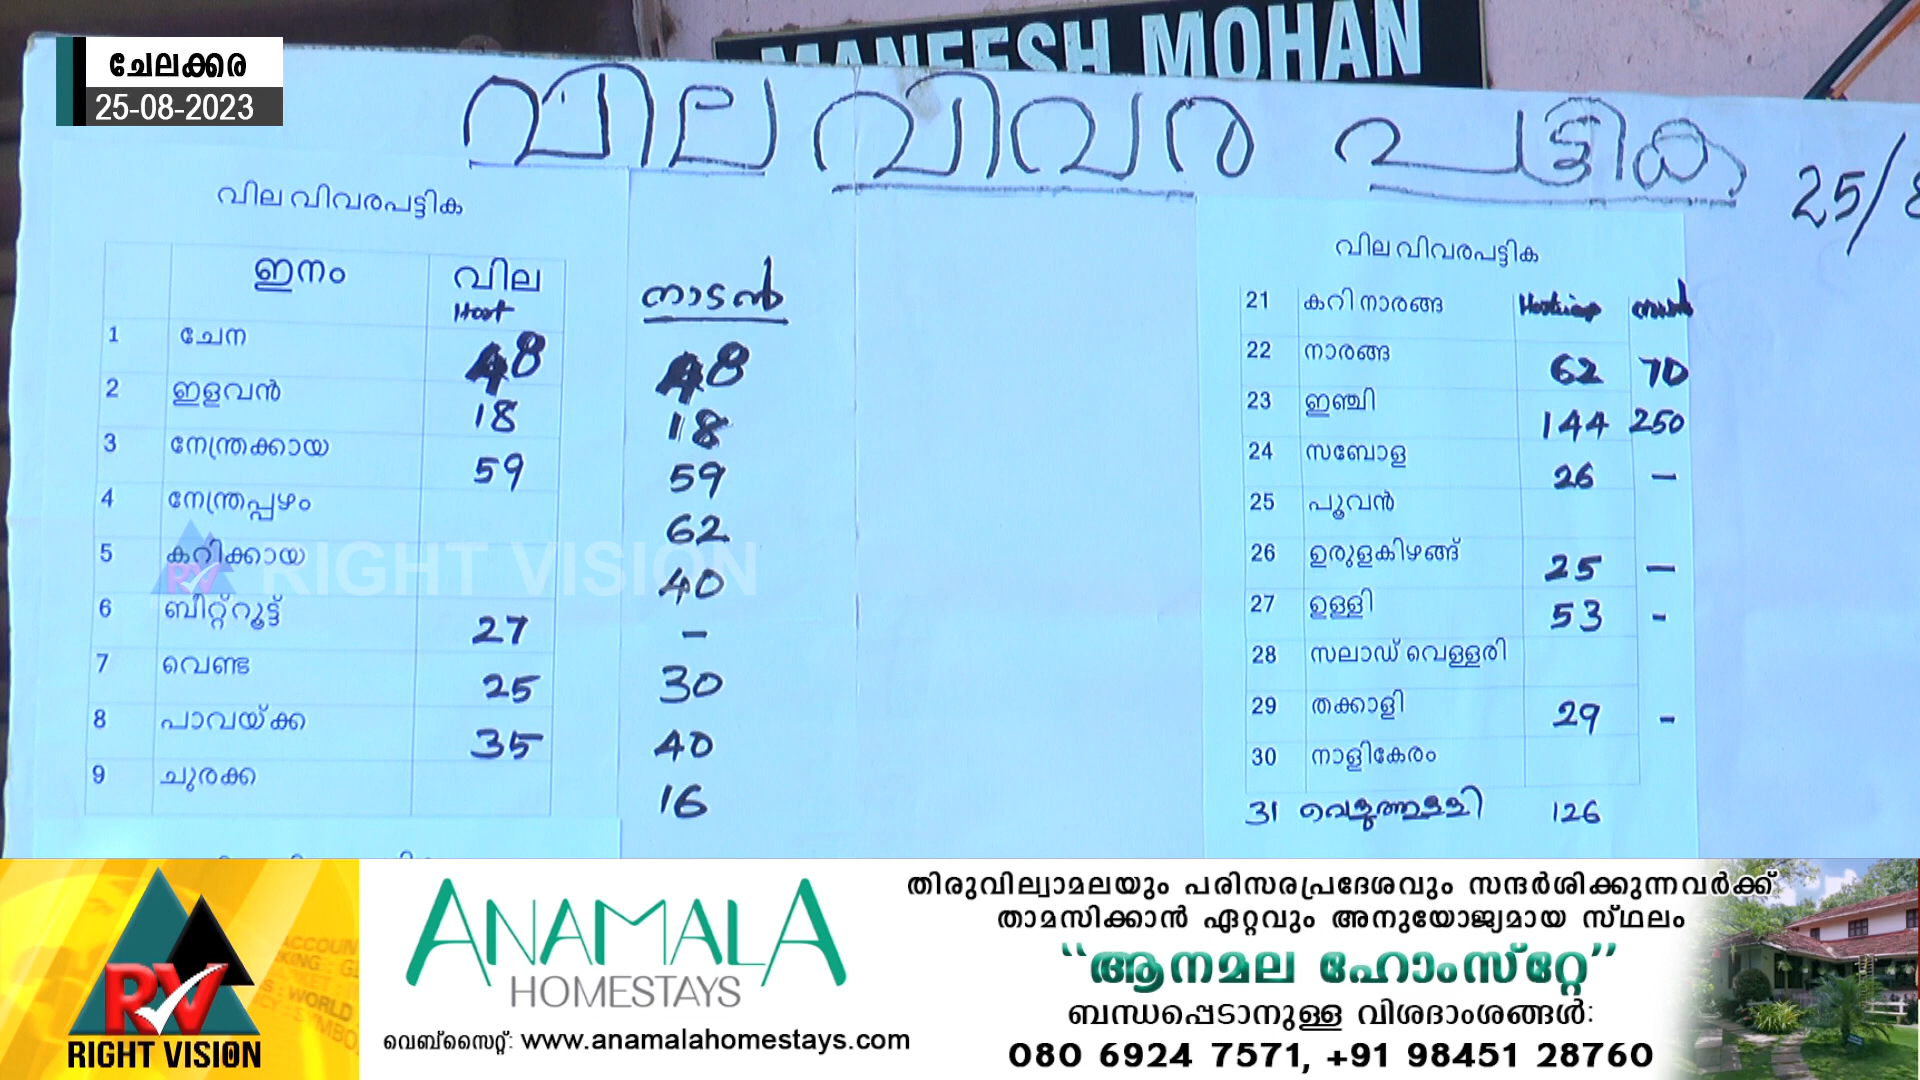 ചേലക്കര
25-08-2023
MANEESH MOHAN
വില വിവര പട്ടിക
25/8
വില വിവരപട്ടിക
ഇനം വില നാടൻ
Hort
1 ചേന 48 48
2 ഇളവൻ 18 18
3 നേന്ത്രക്കായ 59 59
4 നേന്ത്രപ്പഴം 62
5 കറിക്കായ 40
6 ബീറ്റ്റൂട്ട് 27 -
7 വെണ്ട 25 30
8 പാവയ്ക്ക 35 40
9 ചുരക്ക 16
വില വിവരപട്ടിക
21 കറി നാരങ്ങ നാടൻ
22 നാരങ്ങ 62 70
23 ഇഞ്ചി 144 250
24 സബോള 26 -
25 പൂവൻ
26 ഉരുളകിഴങ്ങ് 25 -
27 ഉള്ളി 53 -
28 സലാഡ് വെള്ളരി
29 തക്കാളി 29 -
30 നാളികേരം
31 വെളുത്തുള്ളി 126
RV RIGHT VISION
RV
RIGHT VISION
ANAMALA
HOMESTAYS
വെബ്സൈറ്റ്: www.anamalahomestays.com
തിരുവില്വാമലയും പരിസരപ്രദേശവും സന്ദർശിക്കുന്നവർക്ക്
താമസിക്കാൻ ഏറ്റവും അനുയോജ്യമായ സ്ഥലം
“ആനമല ഹോംസ്റ്റേ”
ബന്ധപ്പെടാനുള്ള വിശദാംശങ്ങൾ:
080 6924 7571, +91 98451 28760